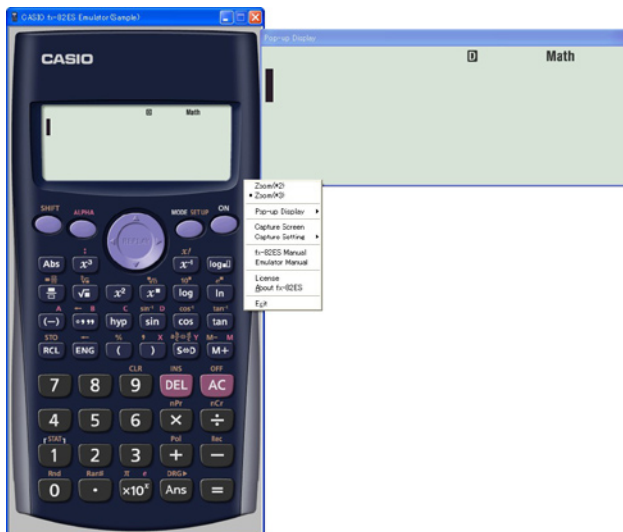 CASIO fx-82ES Emulator(Sample)
Pop-up Display
CASIO
D Math
D Math
Zoom(×2)
• Zoom(×3)
Pop-up Display
Capture Screen
Capture Setting
fx-82ES Manual
Emulator Manual
License
About fx-82ES
Exit
SHIFT ALPHA MODE SETUP ON
REPLAY
x!
Abs x³ x⁻¹ log
x² log ln
A B C sin⁻¹ D cos⁻¹ tan⁻¹
(−) hyp sin cos tan
STO % , X Y M− M
RCL ENG ( ) S⇔D M+
CLR INS OFF
7 8 9 DEL AC
nPr nCr
4 5 6 × ÷
STAT Pol Rec
1 2 3 + −
Rnd Ran# π e DRG▶
0 · ×10ˣ Ans =